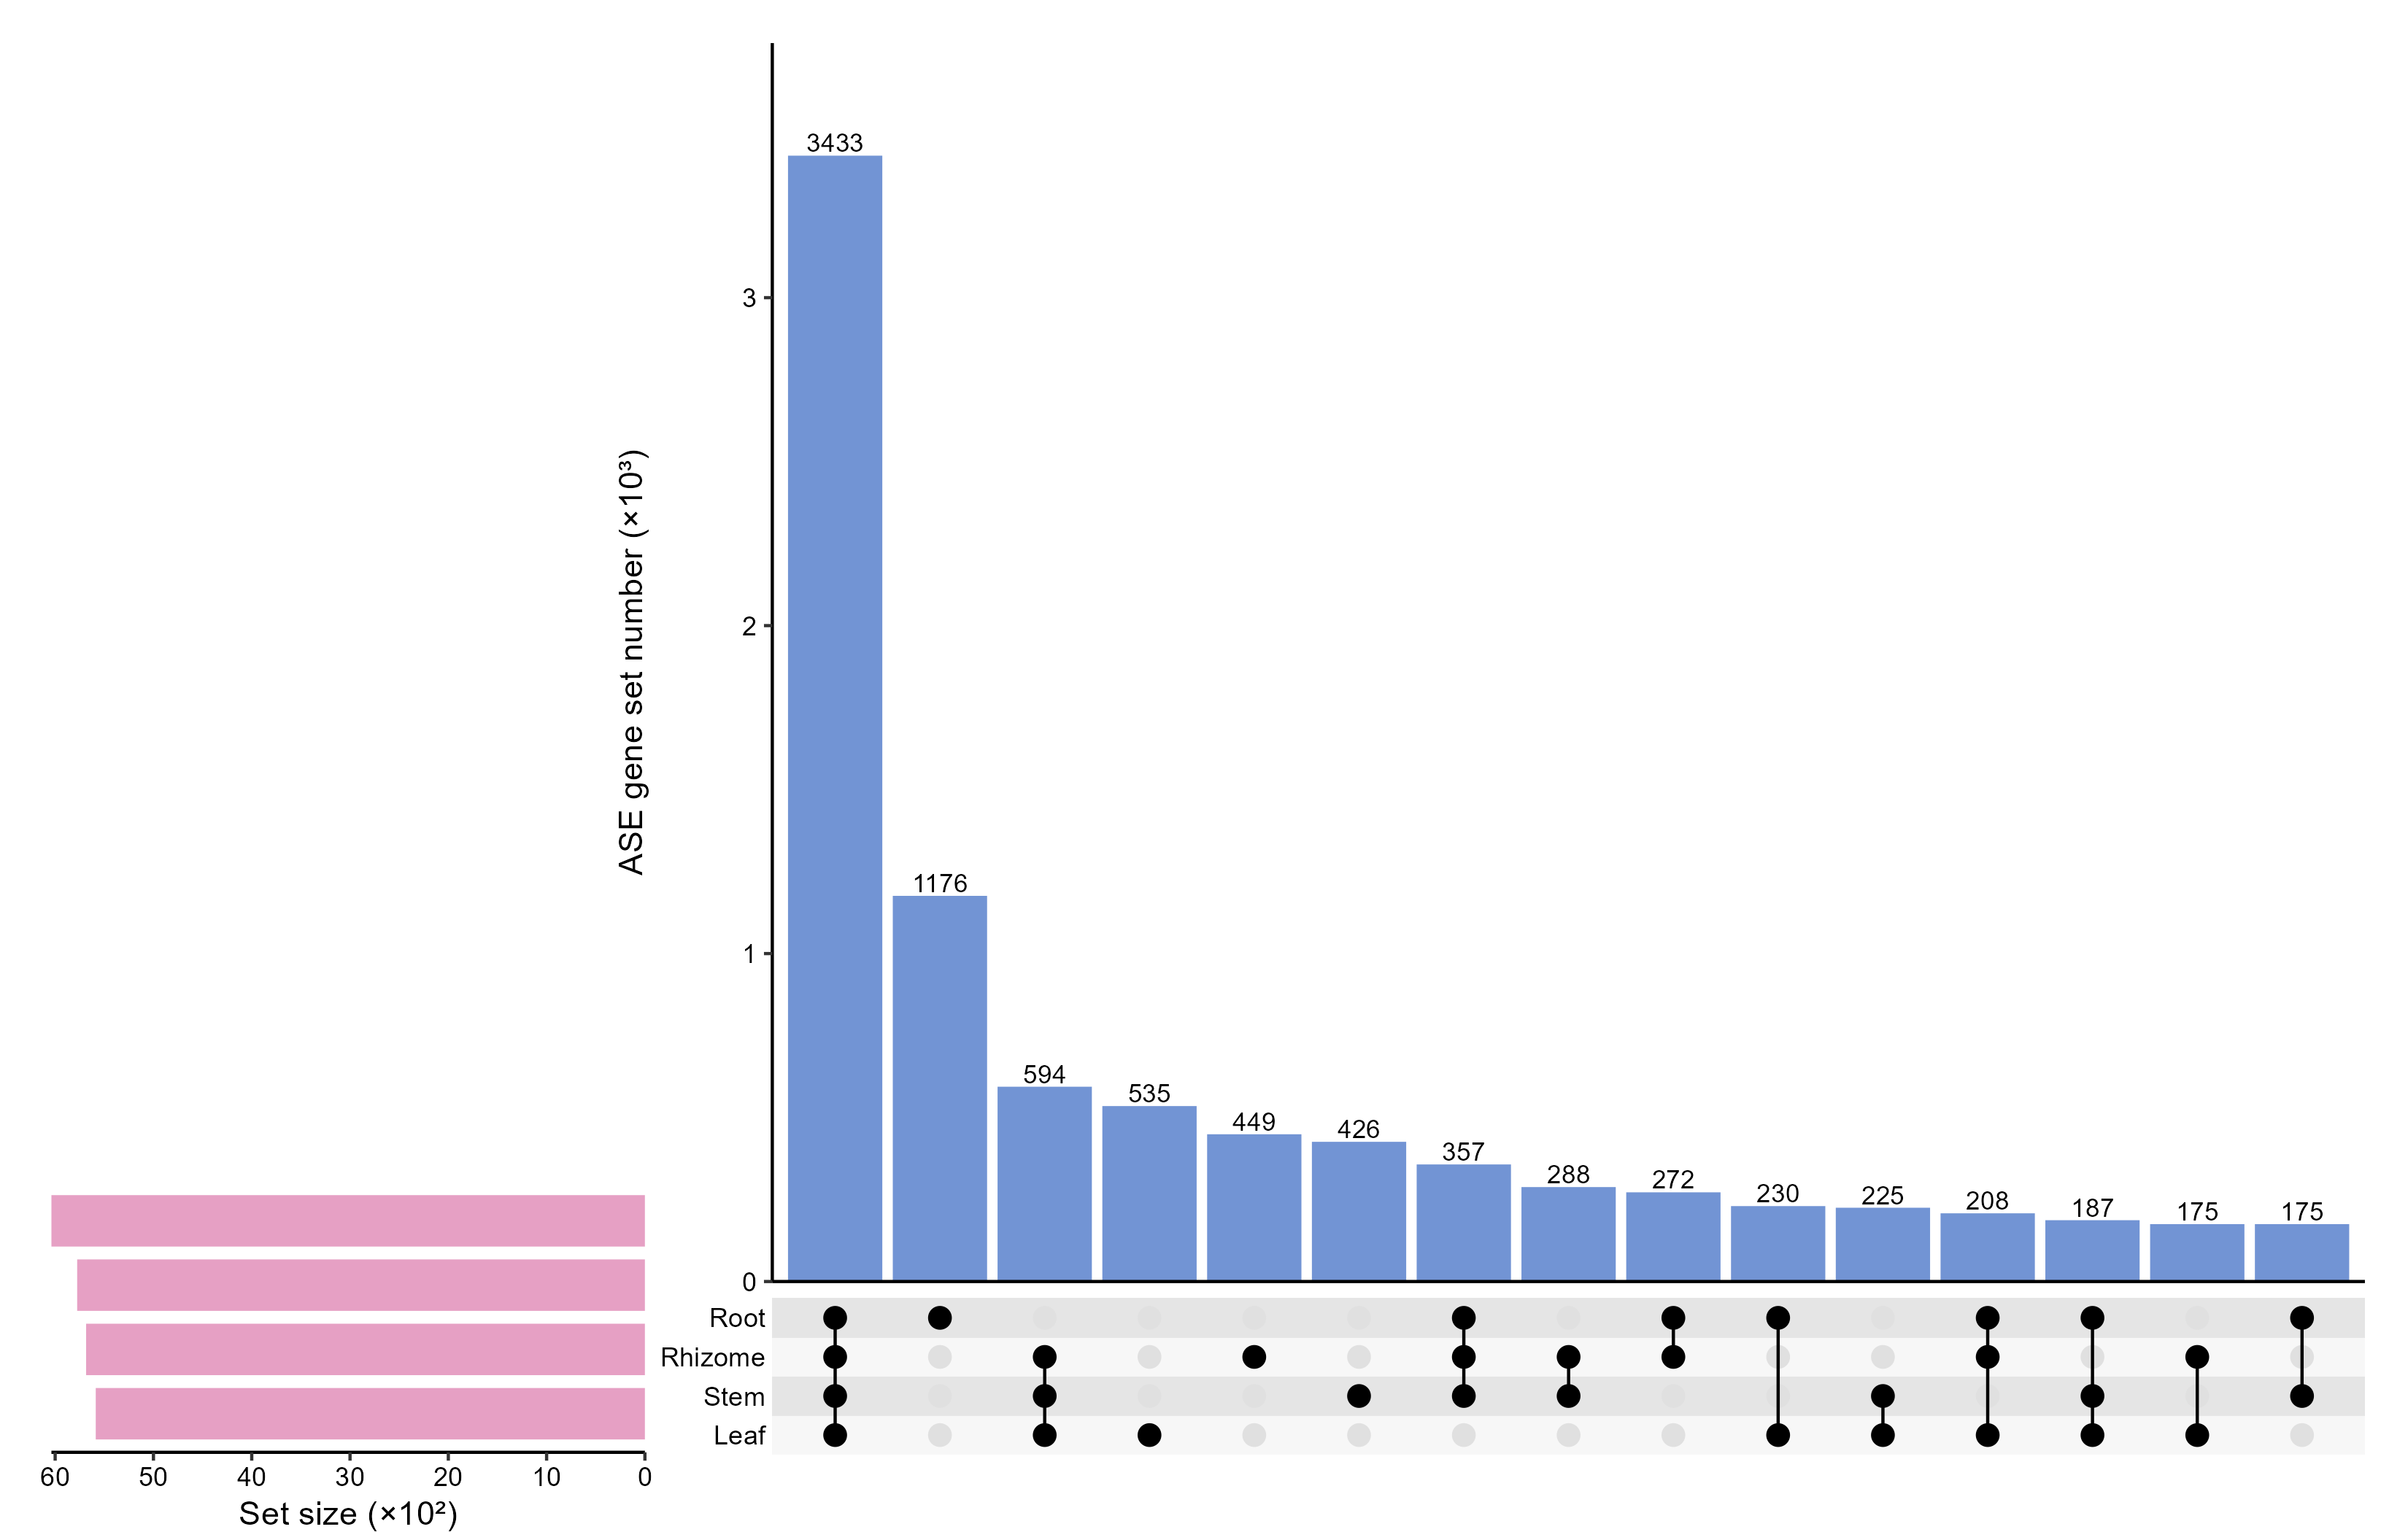 ASE gene set number (×10³)
3
2
1
0
3433
1176
594
535
449
426
357
288
272
230
225
208
187
175
175
Root
Rhizome
Stem
Leaf
60 50 40 30 20 10 0
Set size (×10²)